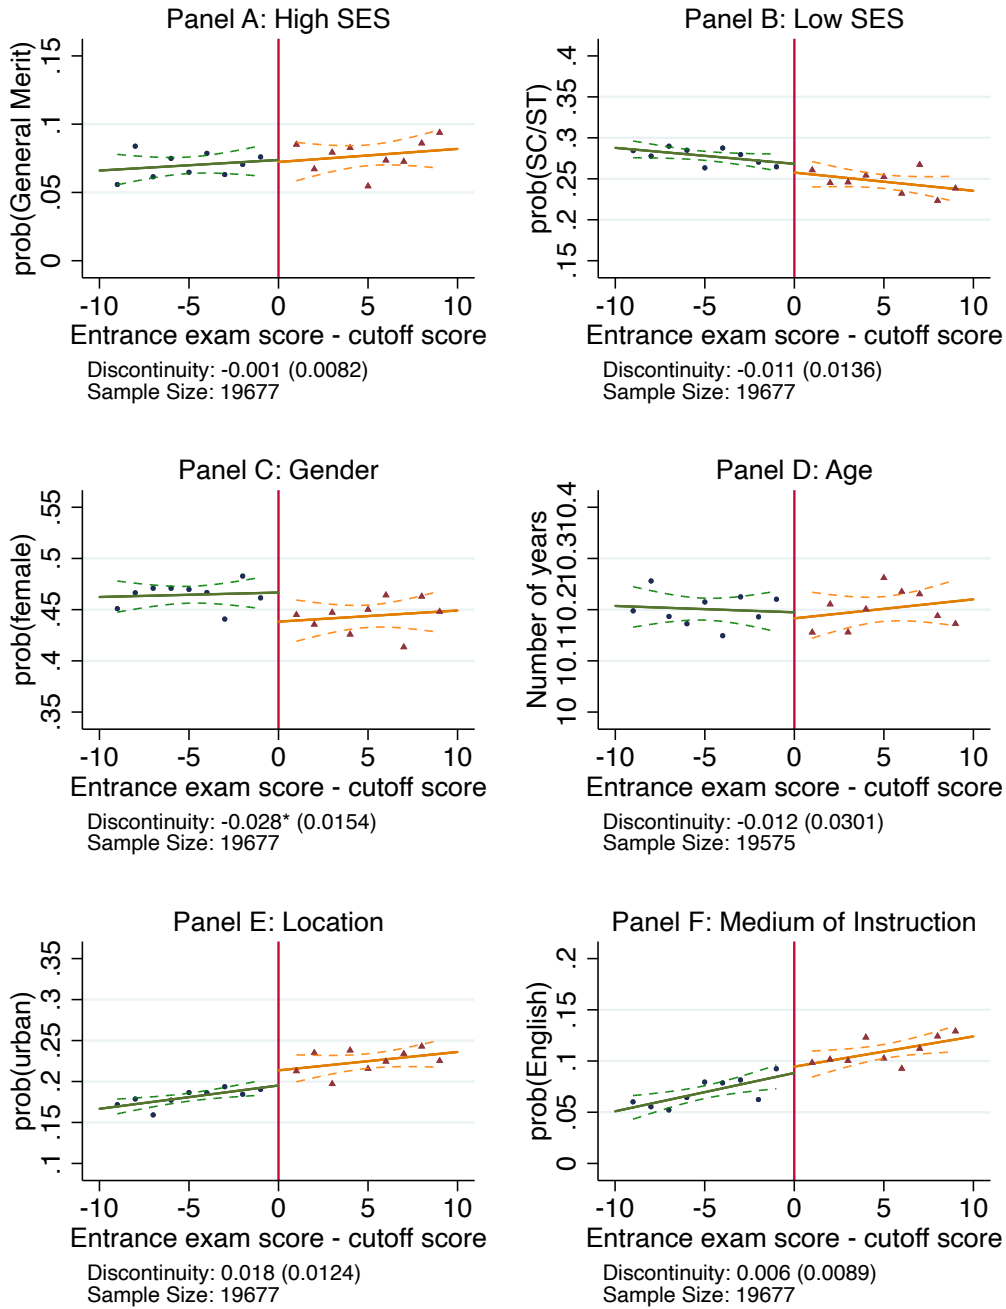 Panel A: High SES
prob(General Merit)
0 .05 .1 .15
-10 -5 0 5 10
Entrance exam score - cutoff score
Discontinuity: -0.001 (0.0082)
Sample Size: 19677
Panel B: Low SES
prob(SC/ST)
.15 .2 .25 .3 .35 .4
-10 -5 0 5 10
Entrance exam score - cutoff score
Discontinuity: -0.011 (0.0136)
Sample Size: 19677
Panel C: Gender
prob(female)
.35 .4 .45 .5 .55
-10 -5 0 5 10
Entrance exam score - cutoff score
Discontinuity: -0.028* (0.0154)
Sample Size: 19677
Panel D: Age
Number of years
10 10.1 10.2 10.3 10.4
-10 -5 0 5 10
Entrance exam score - cutoff score
Discontinuity: -0.012 (0.0301)
Sample Size: 19575
Panel E: Location
prob(urban)
.1 .15 .2 .25 .3 .35
-10 -5 0 5 10
Entrance exam score - cutoff score
Discontinuity: 0.018 (0.0124)
Sample Size: 19677
Panel F: Medium of Instruction
prob(English)
0 .05 .1 .15 .2
-10 -5 0 5 10
Entrance exam score - cutoff score
Discontinuity: 0.006 (0.0089)
Sample Size: 19677